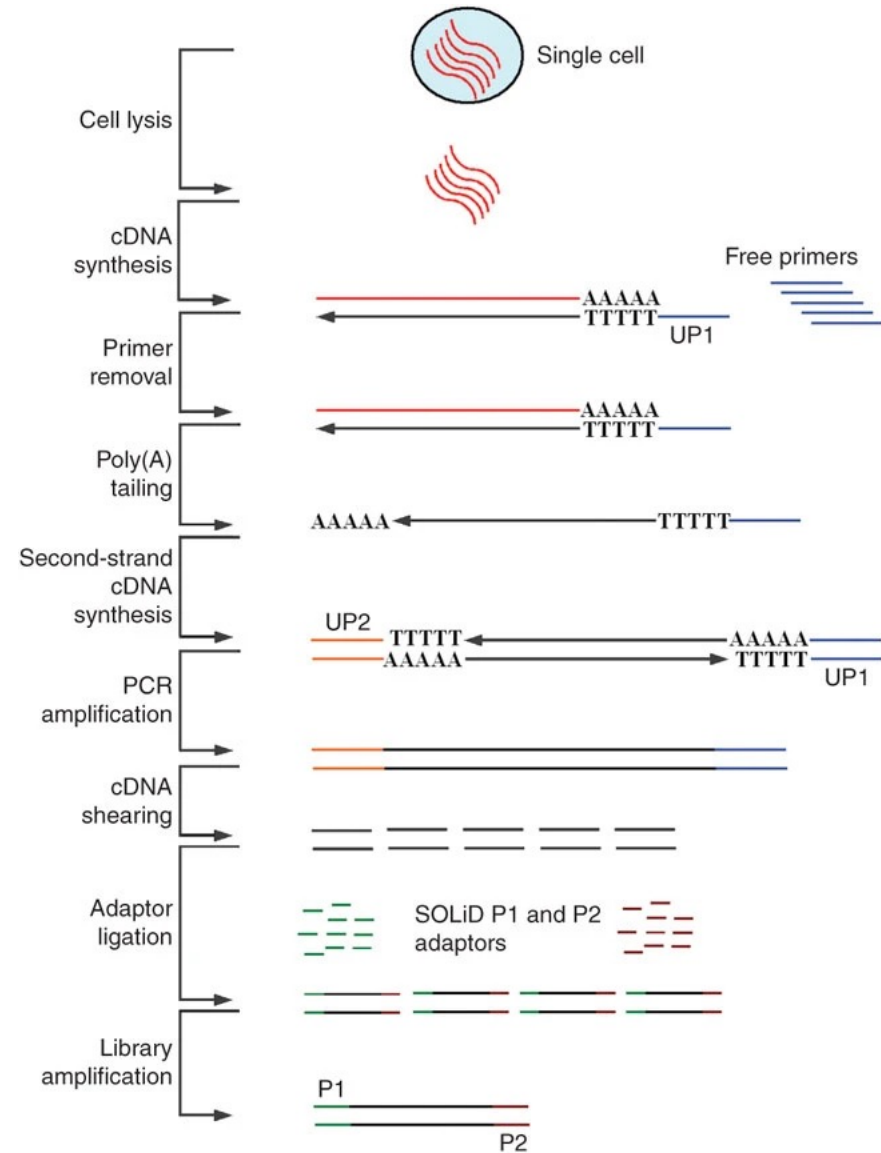 Single cell
Cell lysis
cDNA
synthesis
Free primers
AAAAA
TTTTT
UP1
Primer
removal
AAAAA
TTTTT
Poly(A)
tailing
AAAAA
TTTTT
Second-strand
cDNA
synthesis
UP2
TTTTT
AAAAA
AAAAA
TTTTT
UP1
PCR
amplification
cDNA
shearing
Adaptor
ligation
SOLiD P1 and P2
adaptors
Library
amplification
P1
P2